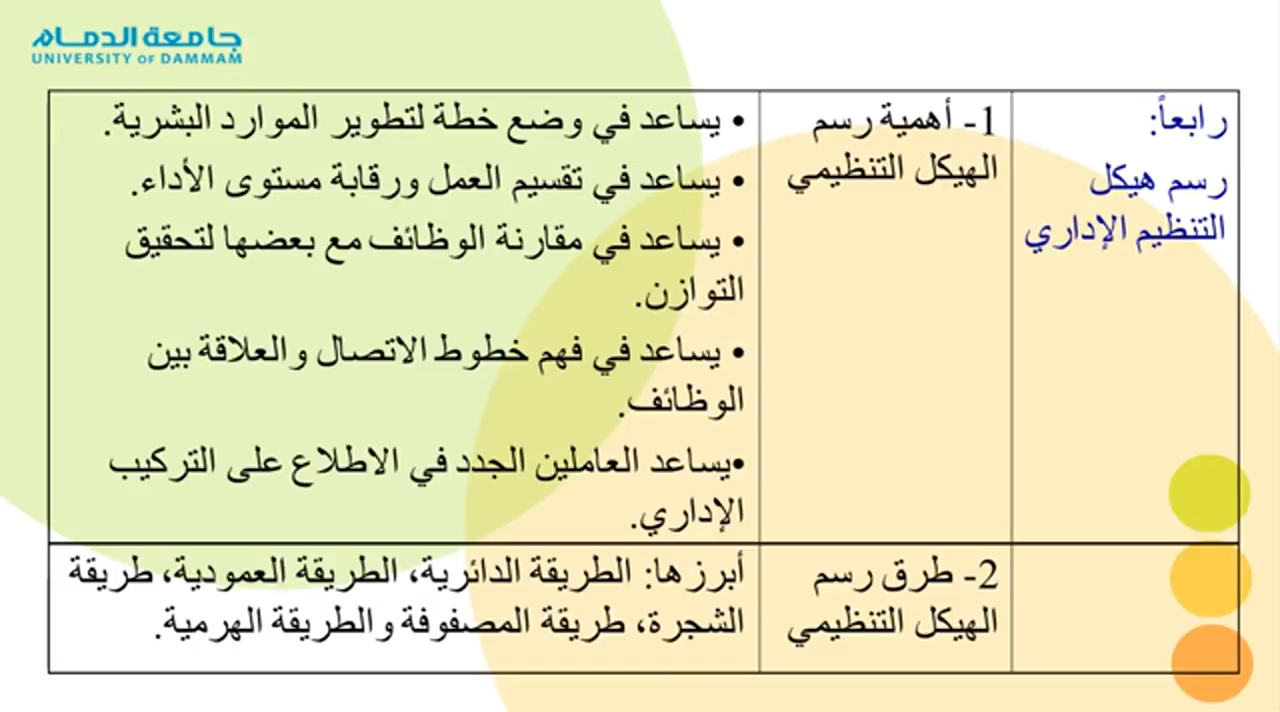 جامعة الدمام
UNIVERSITY OF DAMMAM
رابعاً:
رسم هيكل
التنظيم الإداري
1- أهمية رسم
الهيكل التنظيمي
• يساعد في وضع خطة لتطوير الموارد البشرية.
• يساعد في تقسيم العمل ورقابة مستوى الأداء.
• يساعد في مقارنة الوظائف مع بعضها لتحقيق
التوازن.
• يساعد في فهم خطوط الاتصال والعلاقة بين
الوظائف.
•يساعد العاملين الجدد في الاطلاع على التركيب
الإداري.
2- طرق رسم
الهيكل التنظيمي
أبرزها: الطريقة الدائرية، الطريقة العمودية، طريقة
الشجرة، طريقة المصفوفة والطريقة الهرمية.